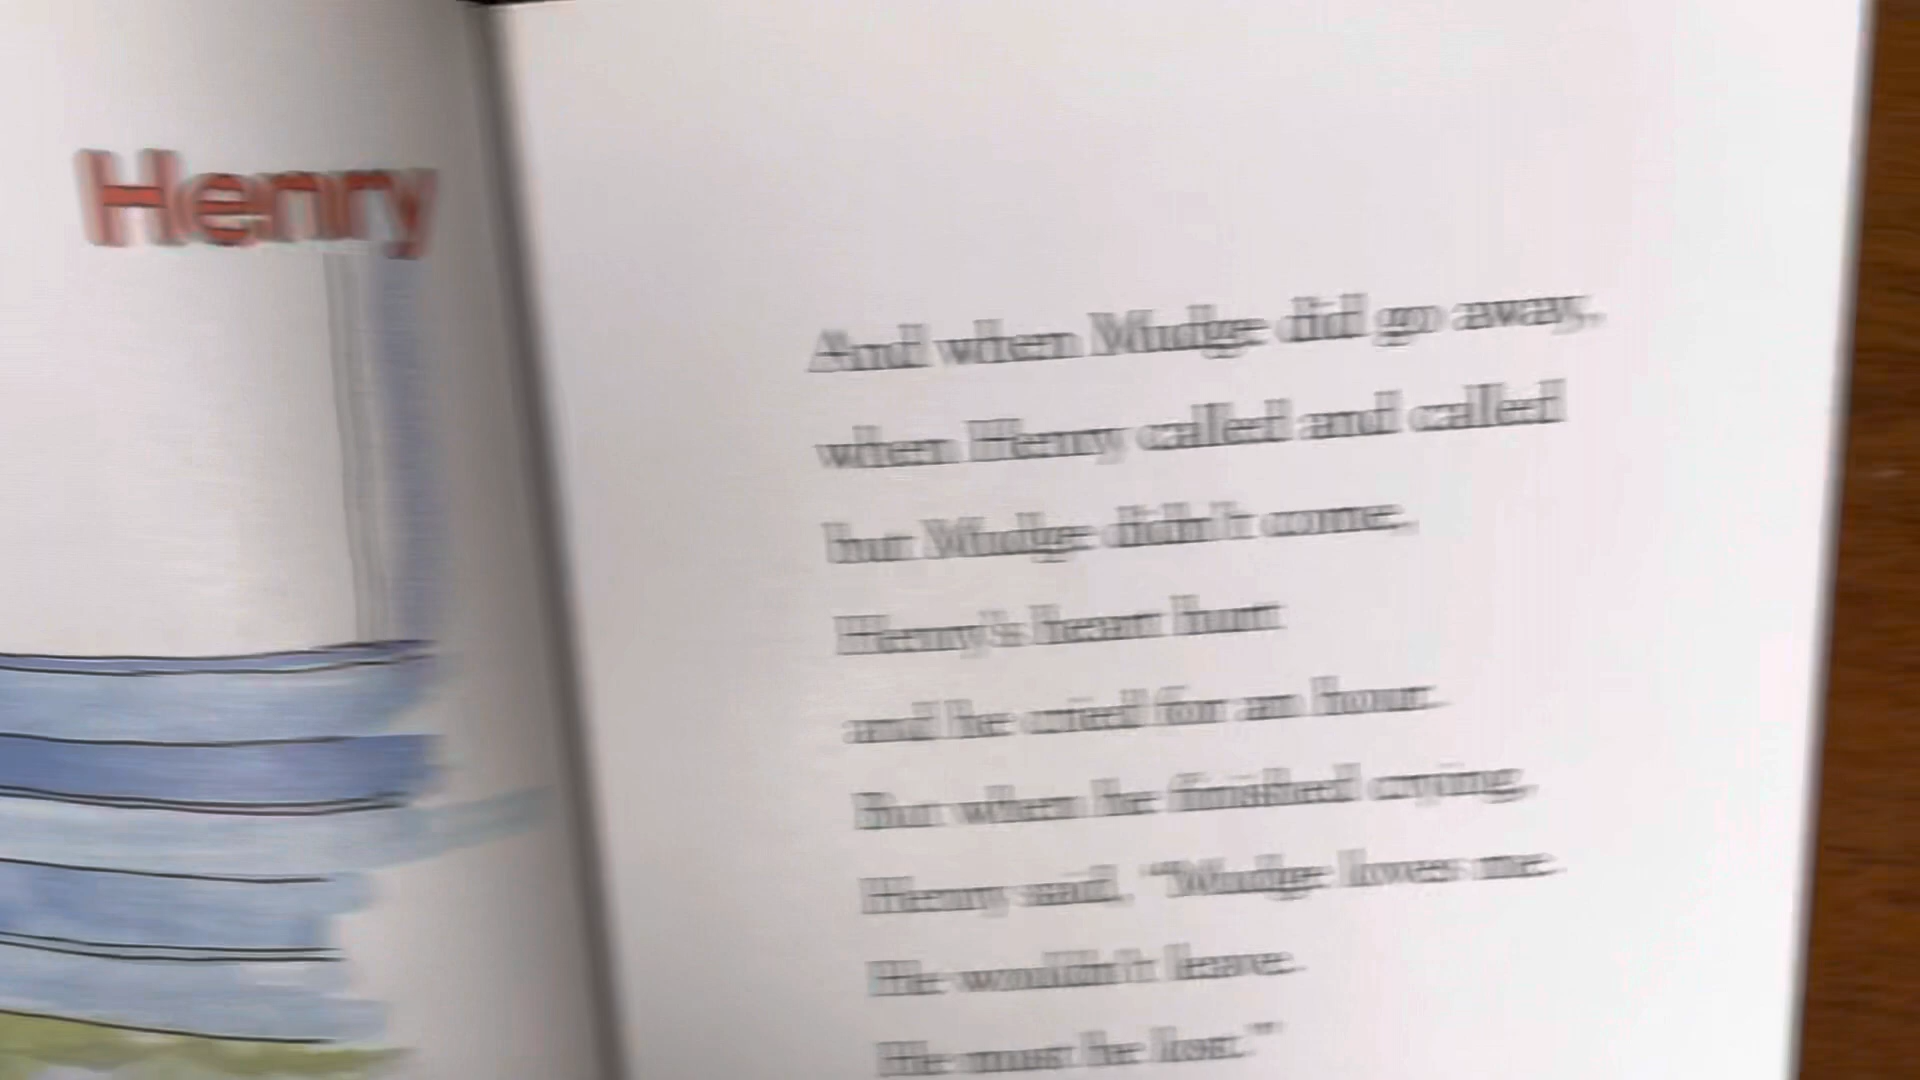 Henry
And when Mudge did go away,
when Henry called and called
but Mudge didn't come,
Henry's heart hurt
and he cried for an hour.
But when he finished crying,
Henry said, "Mudge loves me.
He wouldn't leave.
He must be lost."